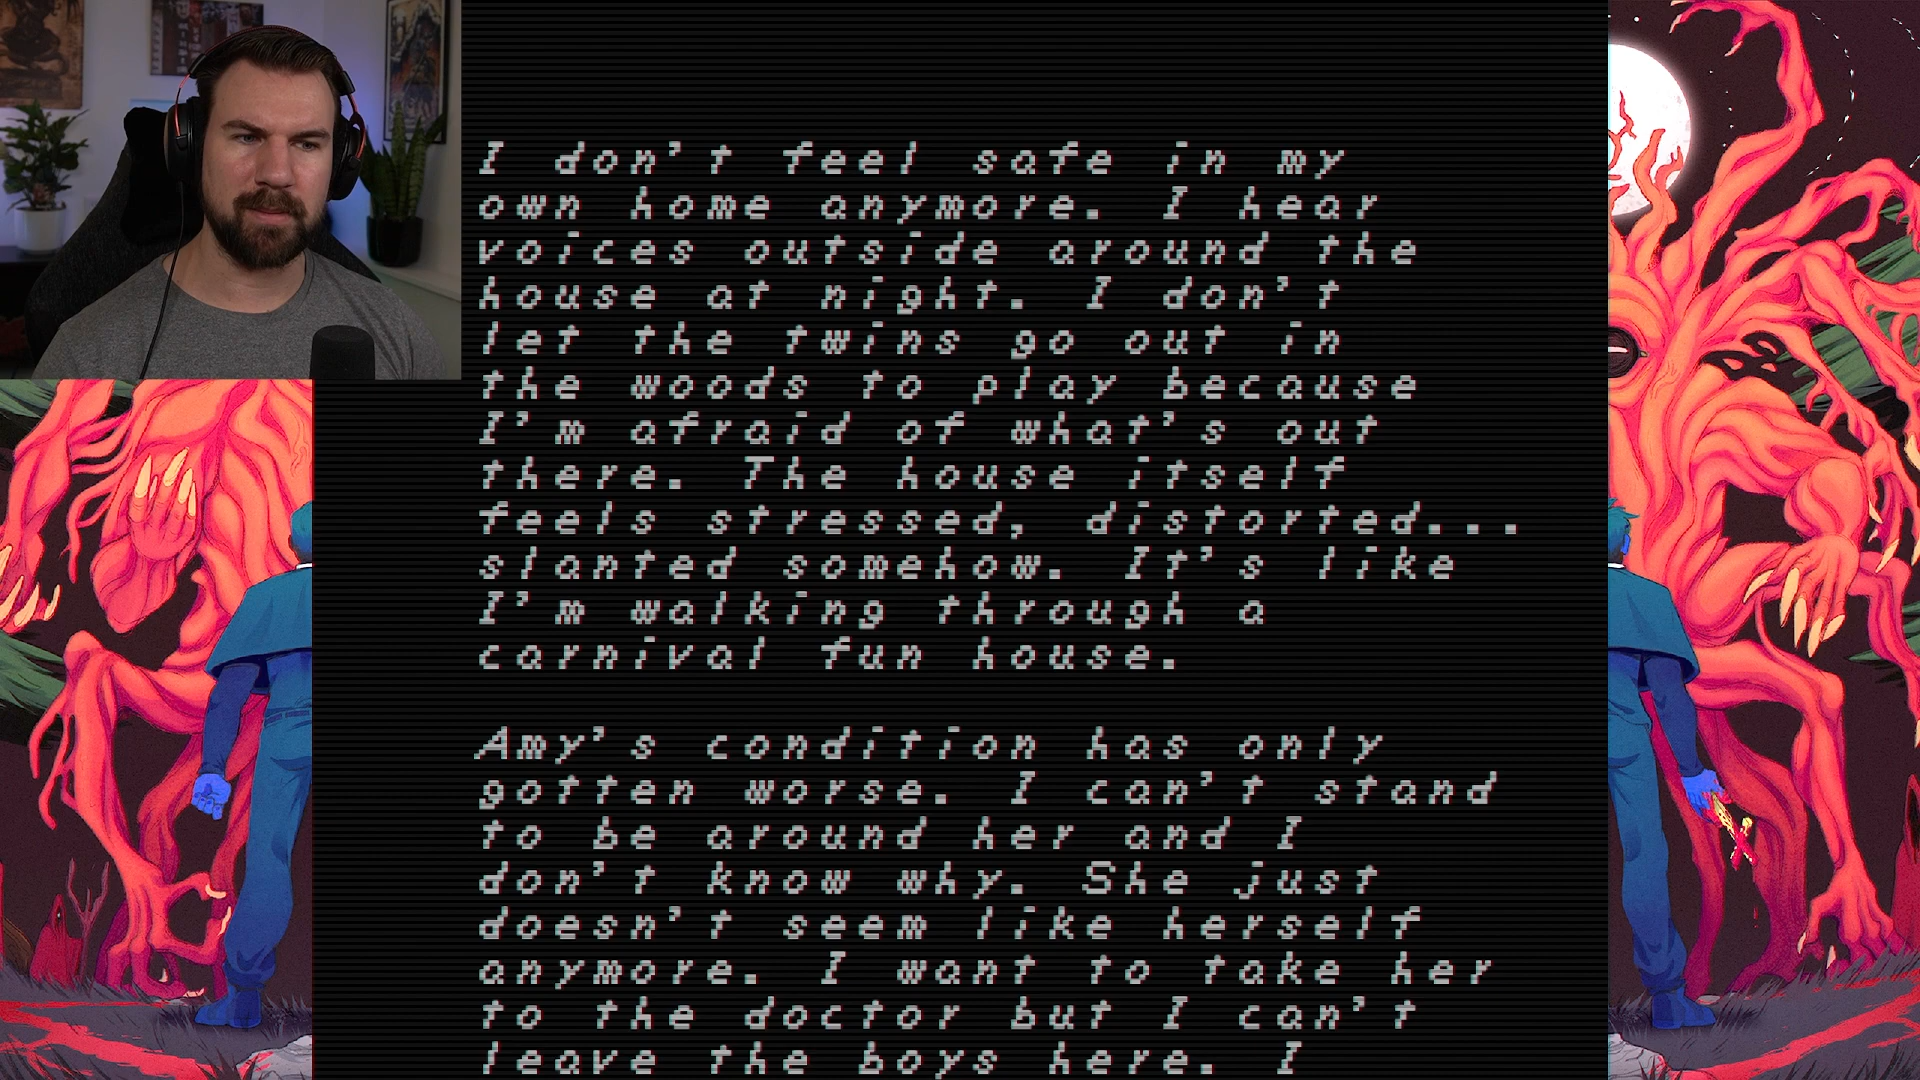 I don't feel safe in my
own home anymore. I hear
voices outside around the
house at night. I don't
let the twins go out in
the woods to play because
I'm afraid of what's out
there. The house itself
feels stressed, distorted...
slanted somehow. It's like
I'm walking through a
carnival fun house.
Amy's condition has only
gotten worse. I can't stand
to be around her and I
don't know why. She just
doesn't seem like herself
anymore. I want to take her
to the doctor but I can't
leave the boys here. I